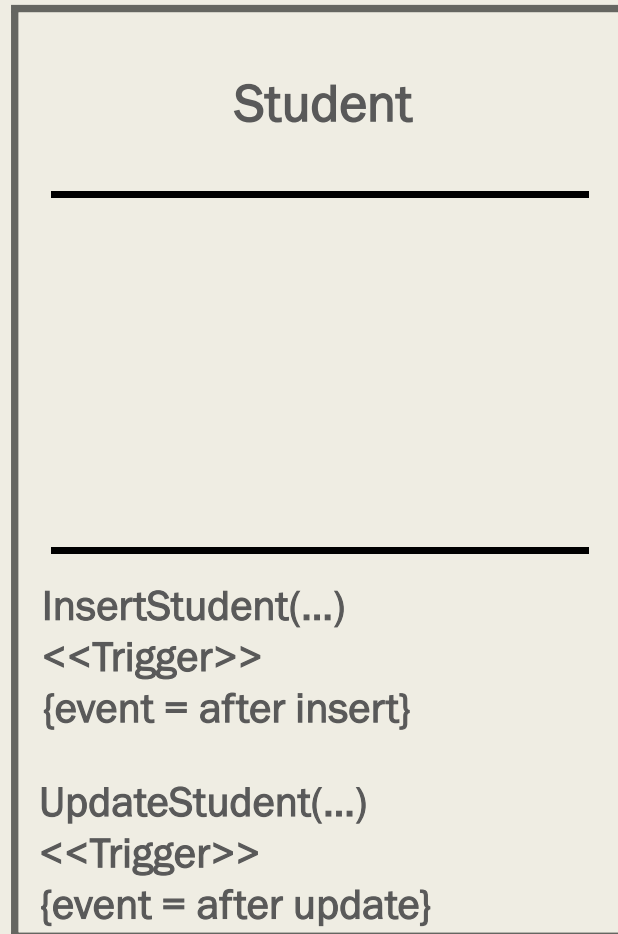 Student
InsertStudent(...)
<<Trigger>>
{event = after insert}
UpdateStudent(...)
<<Trigger>>
{event = after update}